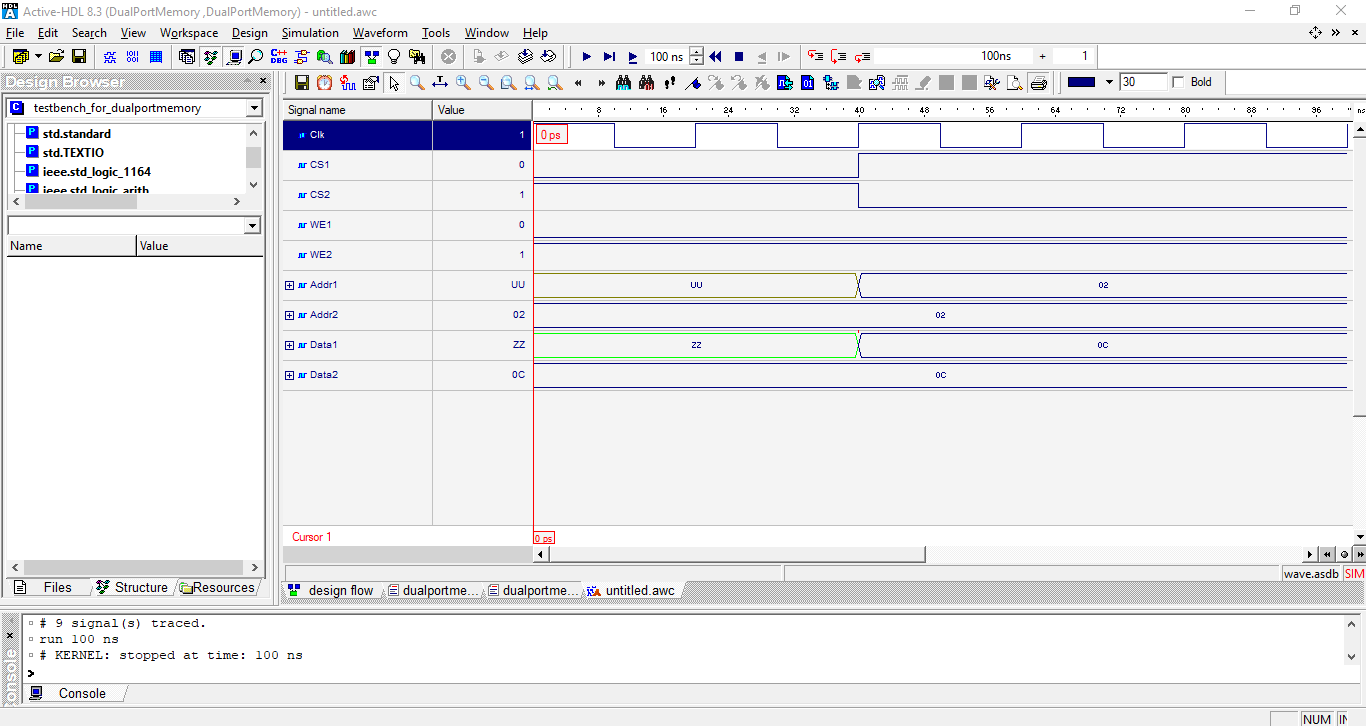 Active-HDL 8.3 (DualPortMemory ,DualPortMemory) - untitled.awc
File Edit Search View Workspace Design Simulation Waveform Tools Window Help
100 ns 100ns + 1
Design Browser
30 Bold
testbench_for_dualportmemory
std.standard
std.TEXTIO
ieee.std_logic_1164
ieee.std_logic_arith
Name Value
Signal name Value 8 16 24 32 40 48 56 64 72 80 88 96 ns
Clk 1 0 ps
CS1 0
CS2 1
WE1 0
WE2 1
Addr1 UU UU 02
Addr2 02 02
Data1 ZZ ZZ 0C
Data2 0C 0C
Cursor 1 0 ps
wave.asdb SIM
Files Structure Resources
design flow dualportme... dualportme... untitled.awc
# 9 signal(s) traced.
run 100 ns
# KERNEL: stopped at time: 100 ns
>
Console
NUM